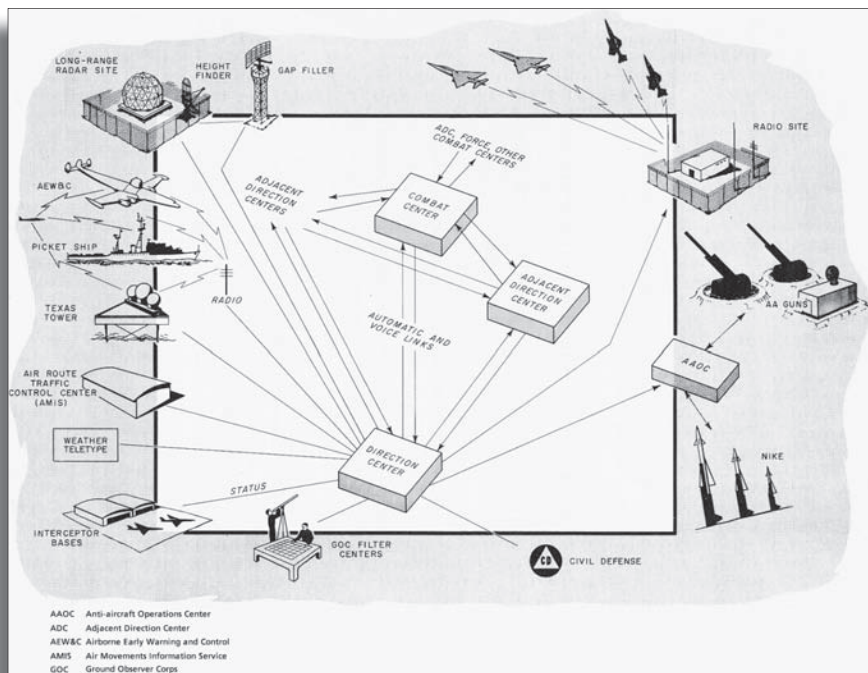 LONG-RANGE
RADAR SITE
HEIGHT
FINDER
GAP FILLER
RADIO SITE
ADC, FORCE, OTHER
COMBAT CENTERS
ADJACENT
DIRECTION
CENTERS
COMBAT
CENTER
AEW&C
PICKET SHIP
RADIO
ADJACENT
DIRECTION
CENTER
TEXAS
TOWER
AA GUNS
AUTOMATIC AND
VOICE LINKS
AAOC
AIR ROUTE
TRAFFIC
CONTROL CENTER
(AMIS)
WEATHER
TELETYPE
DIRECTION
CENTER
NIKE
STATUS
INTERCEPTOR
BASES
GOC FILTER
CENTERS
CD
CIVIL DEFENSE
AAOC Anti-aircraft Operations Center
ADC Adjacent Direction Center
AEW&C Airborne Early Warning and Control
AMIS Air Movements Information Service
GOC Ground Observer Corps